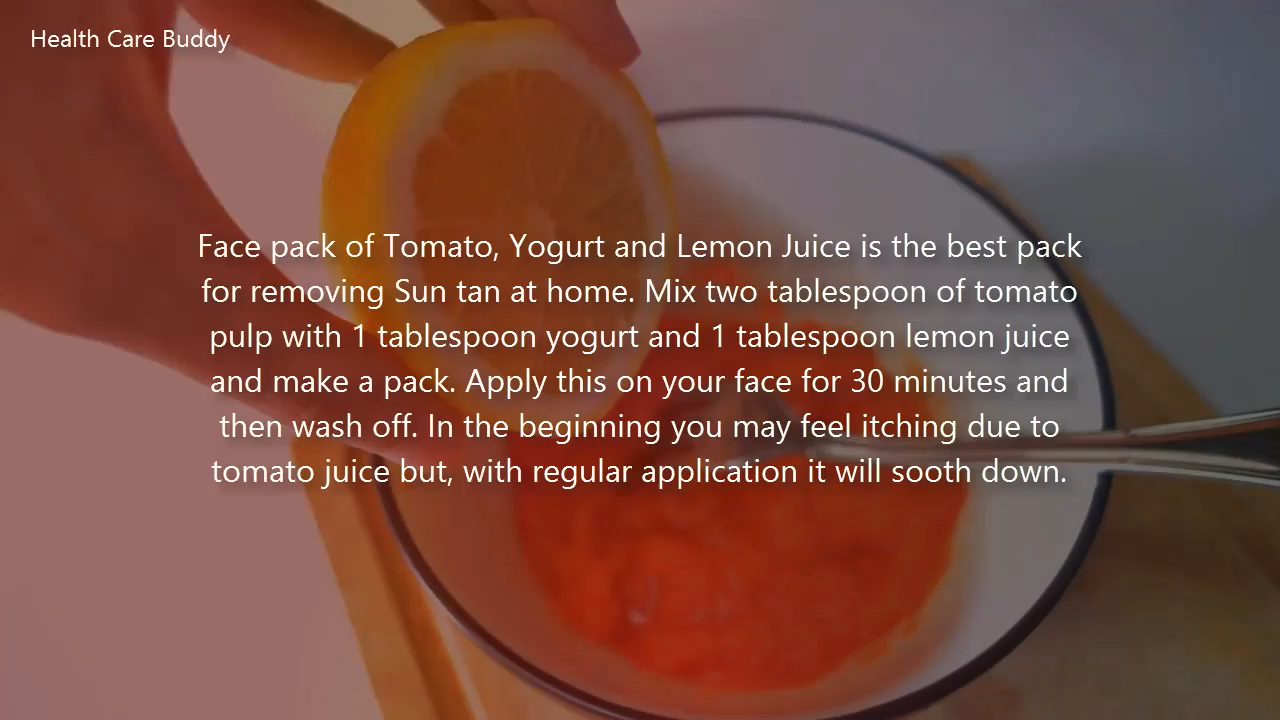 Health Care Buddy
Face pack of Tomato, Yogurt and Lemon Juice is the best pack
for removing Sun tan at home. Mix two tablespoon of tomato
pulp with 1 tablespoon yogurt and 1 tablespoon lemon juice
and make a pack. Apply this on your face for 30 minutes and
then wash off. In the beginning you may feel itching due to
tomato juice but, with regular application it will sooth down.